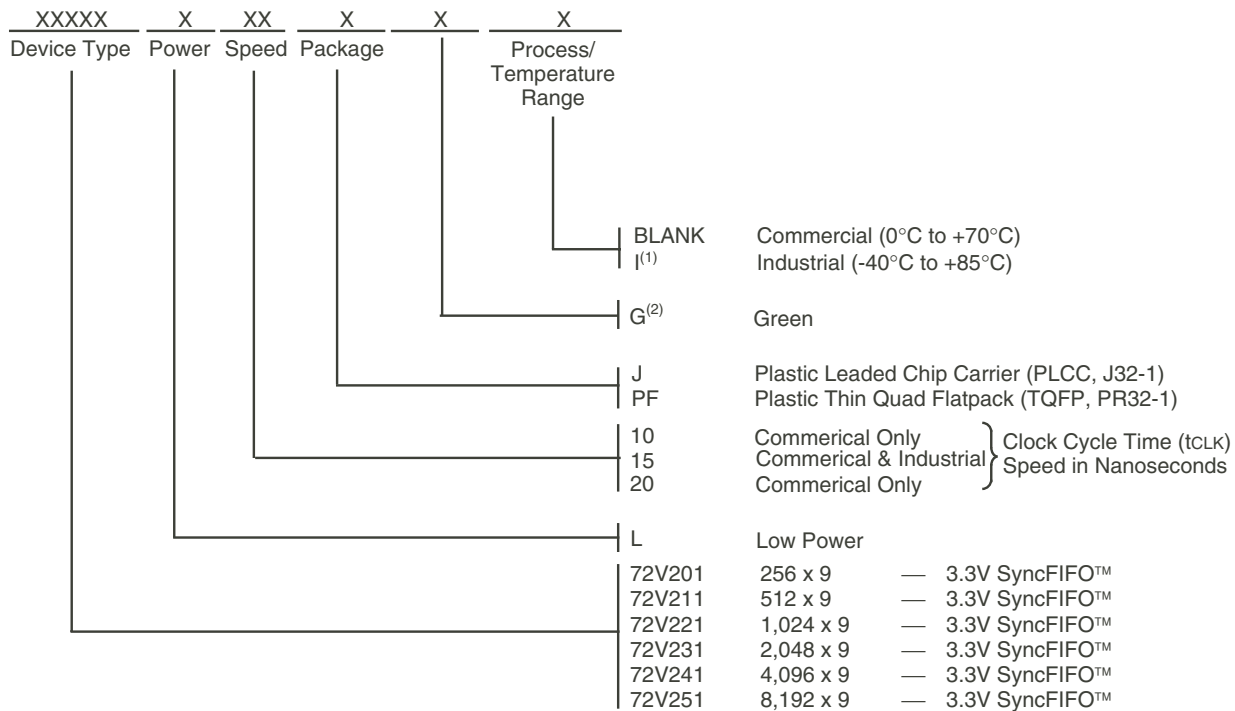 XXXXX X XX X X X
Device Type Power Speed Package Process/
Temperature
Range
BLANK Commercial (0°C to +70°C)
I(1) Industrial (-40°C to +85°C)
G(2) Green
J Plastic Leaded Chip Carrier (PLCC, J32-1)
PF Plastic Thin Quad Flatpack (TQFP, PR32-1)
10 Commerical Only
15 Commerical & Industrial
20 Commerical Only
Clock Cycle Time (tCLK)
Speed in Nanoseconds
L Low Power
72V201 256 x 9 — 3.3V SyncFIFO™
72V211 512 x 9 — 3.3V SyncFIFO™
72V221 1,024 x 9 — 3.3V SyncFIFO™
72V231 2,048 x 9 — 3.3V SyncFIFO™
72V241 4,096 x 9 — 3.3V SyncFIFO™
72V251 8,192 x 9 — 3.3V SyncFIFO™